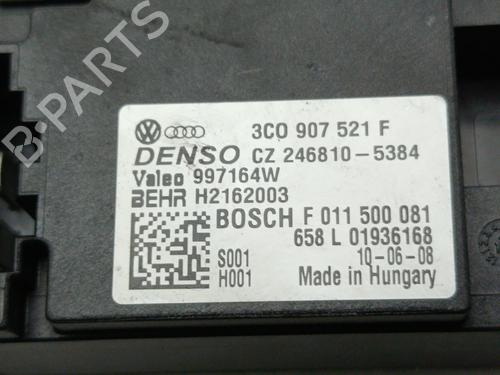 3C0 907 521 F
DENSO CZ 246810-5384
Valeo 997164W
BEHR H2162003
BOSCH F 011 500 081
658 L 01936168
S001 10-06-08
H001 Made in Hungary
B-PARTS